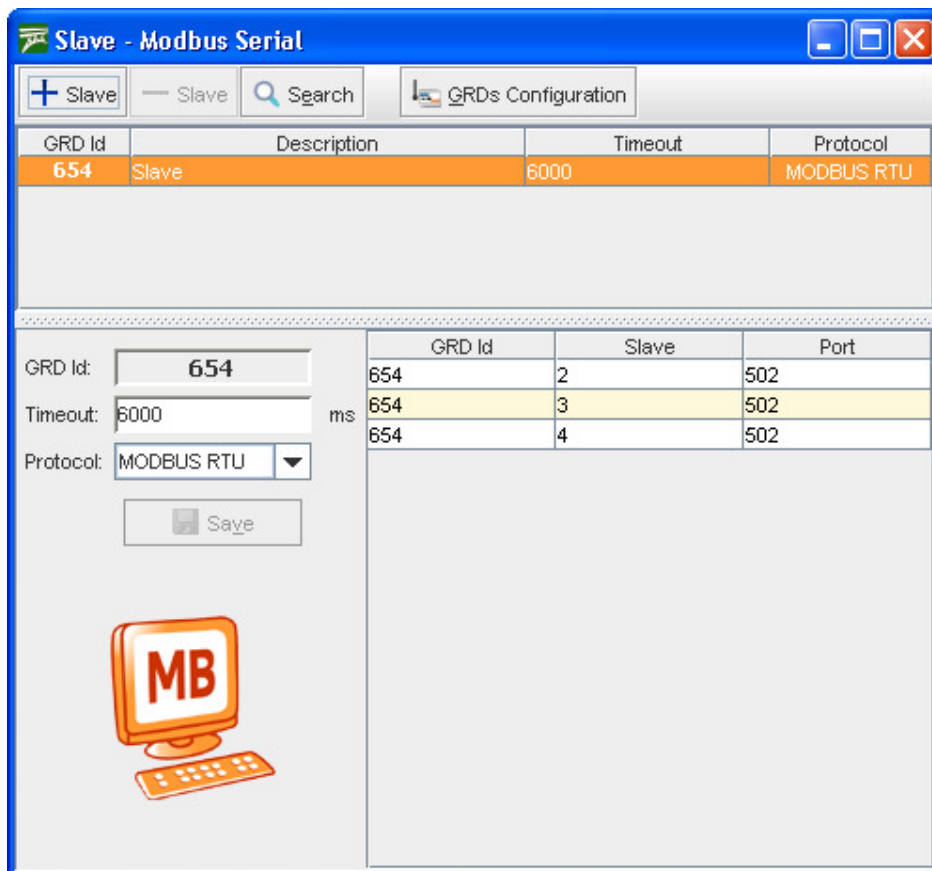 Slave - Modbus Serial
Slave Slave Search GRDs Configuration
GRD Id Description Timeout Protocol
654 Slave 6000 MODBUS RTU
GRD Id: 654
Timeout: 6000 ms
Protocol: MODBUS RTU
Save
MB
GRD Id Slave Port
654 2 502
654 3 502
654 4 502